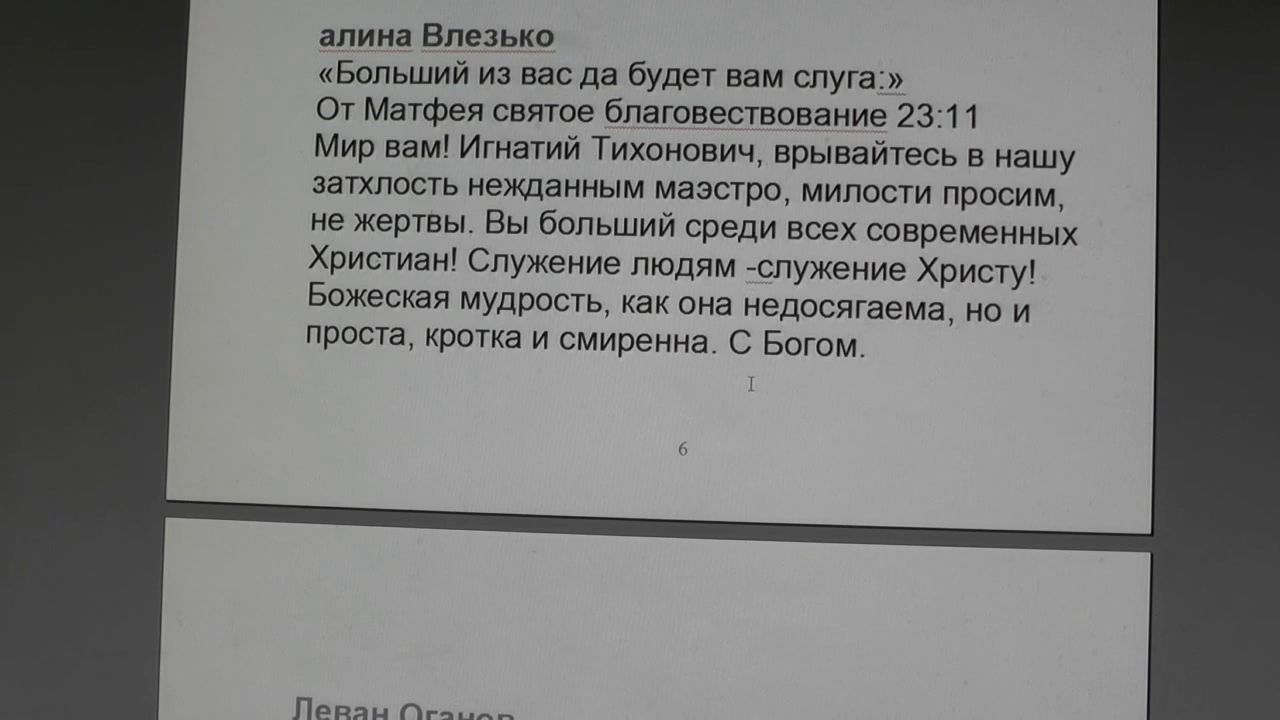 алина Влезько
«Больший из вас да будет вам слуга:»
От Матфея святое благовествование 23:11
Мир вам! Игнатий Тихонович, врывайтесь в нашу
затхлость нежданным маэстро, милости просим,
не жертвы. Вы больший среди всех современных
Христиан! Служение людям -служение Христу!
Божеская мудрость, как она недосягаема, но и
проста, кротка и смиренна. С Богом.
6
Леван Оганов